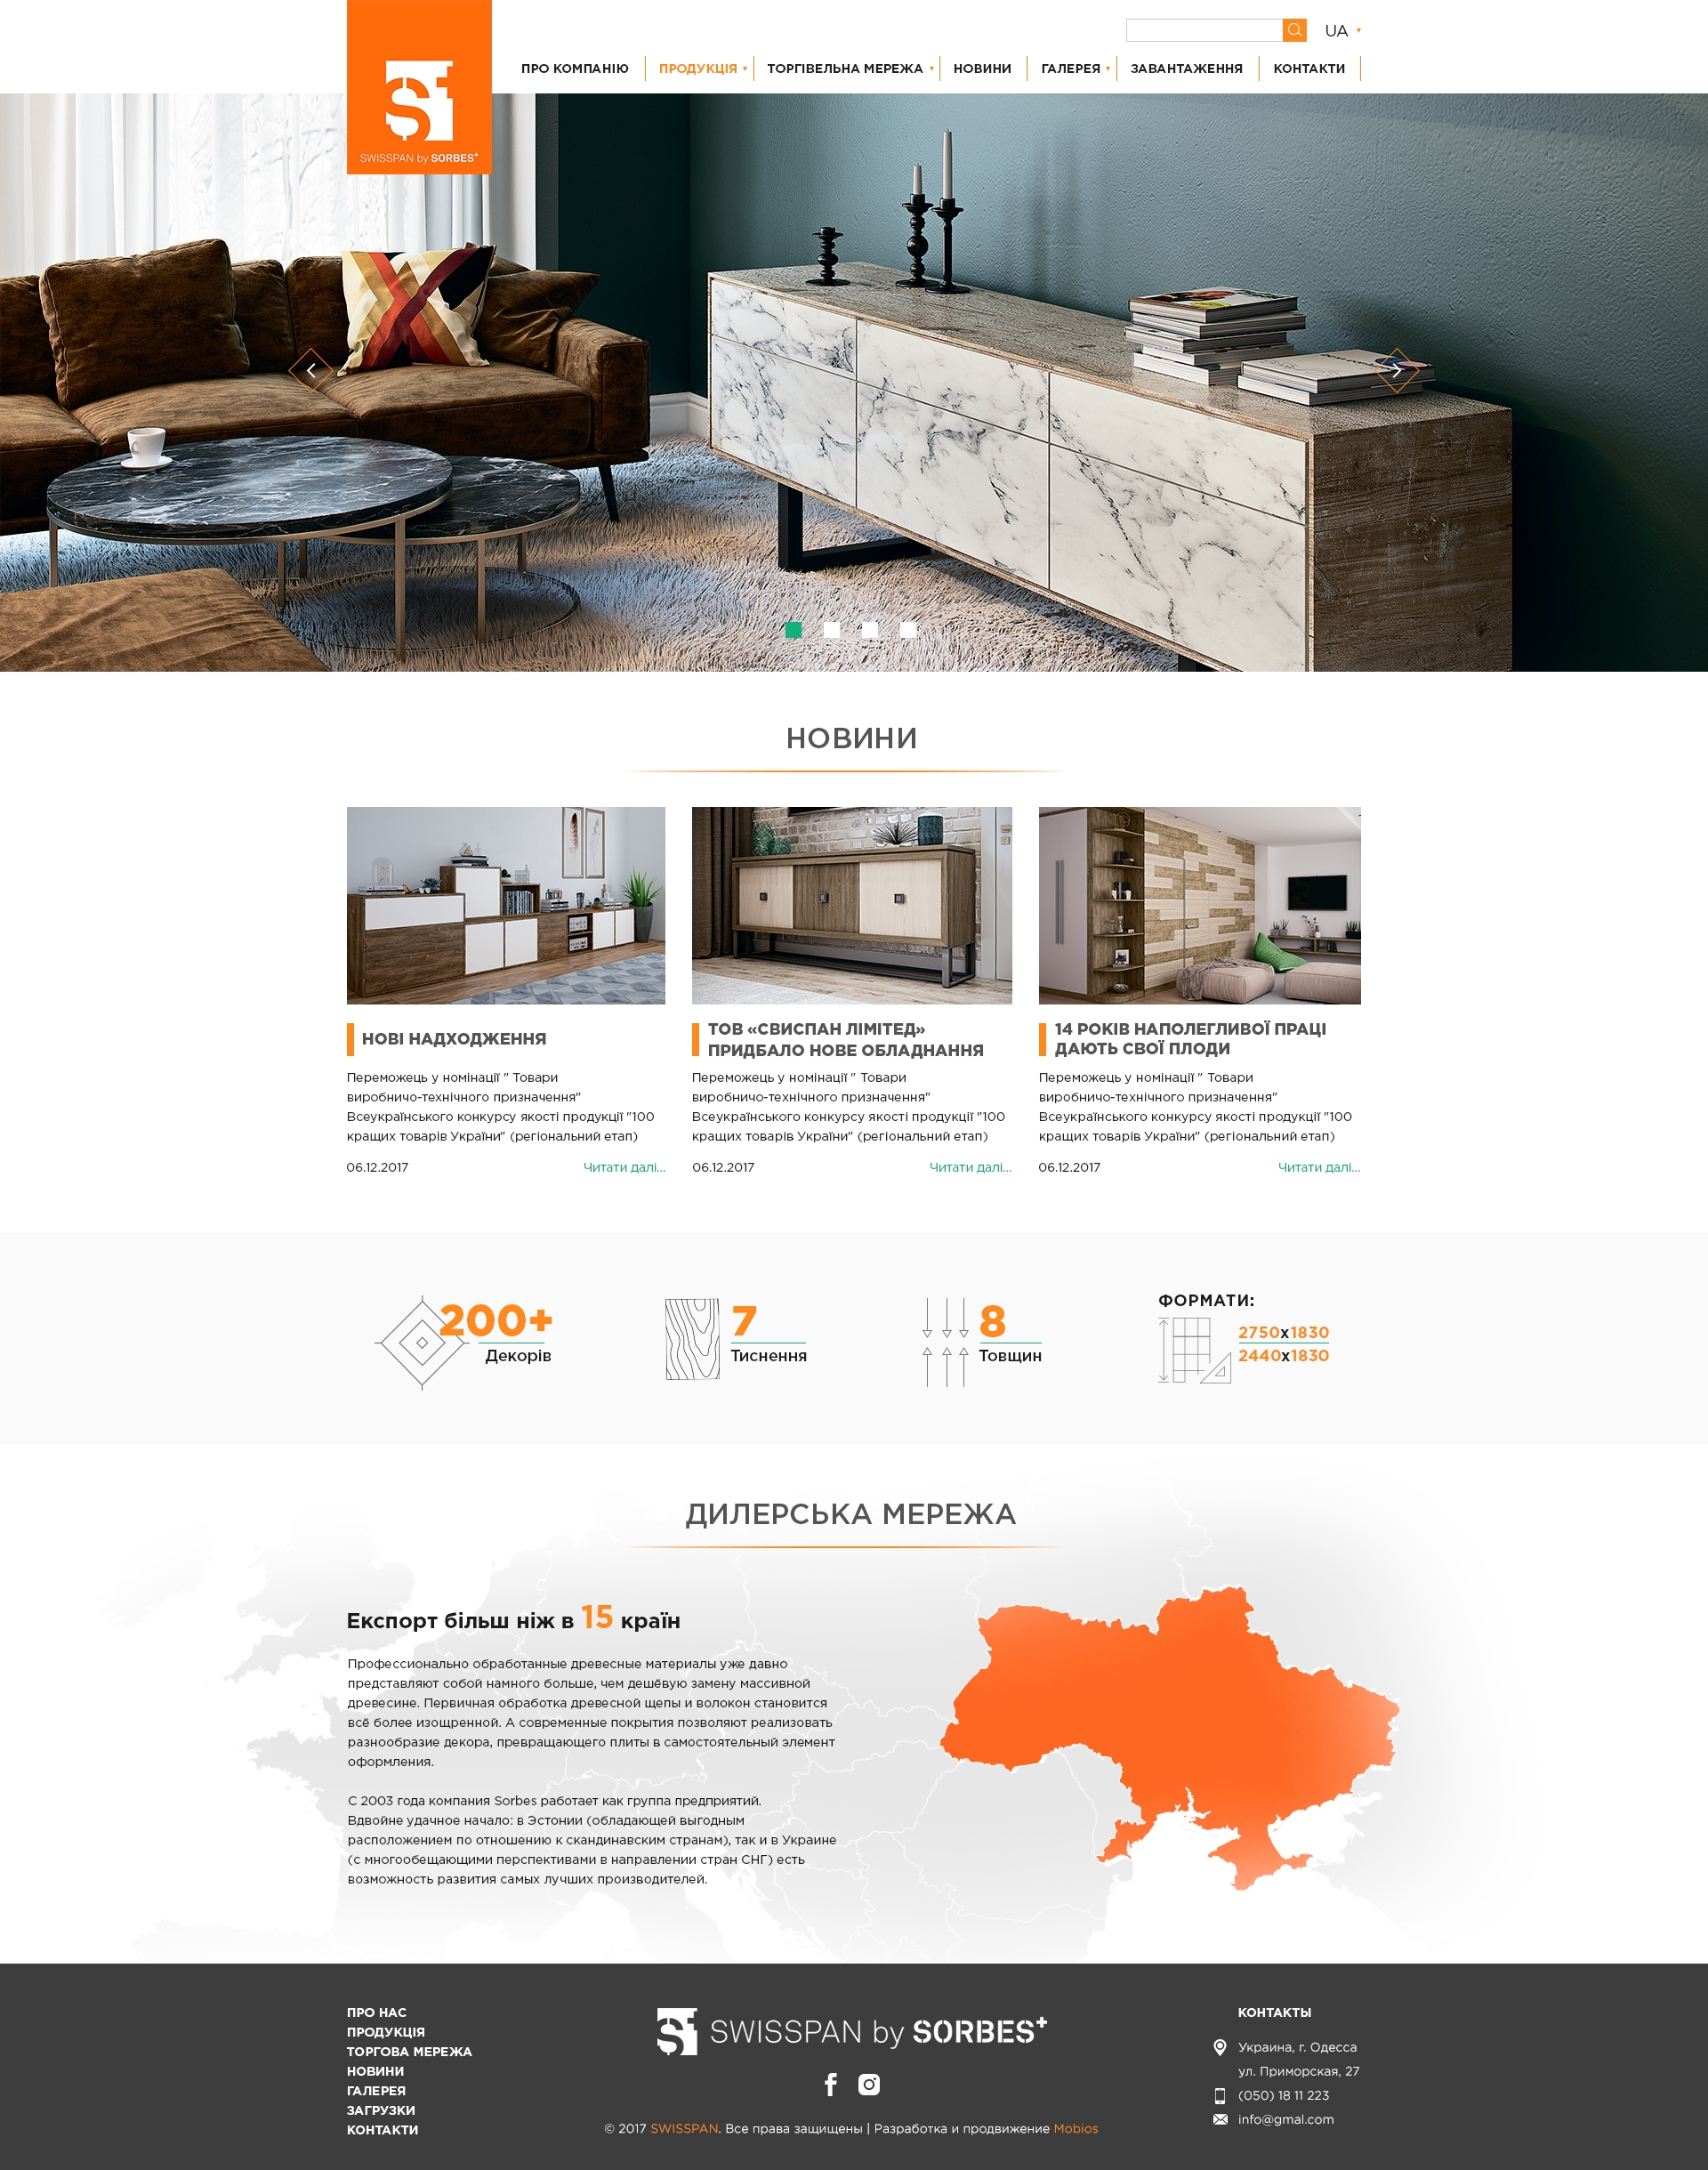 UA
ПРО КОМПАНІЮ ПРОДУКЦІЯ ТОРГІВЕЛЬНА МЕРЕЖА НОВИНИ ГАЛЕРЕЯ ЗАВАНТАЖЕННЯ КОНТАКТИ
SWISSPAN by SORBES+
НОВИНИ
НОВІ НАДХОДЖЕННЯ
Переможець у номінації " Товари
виробничо-технічного призначення"
Всеукраїнського конкурсу якості продукції "100
кращих товарів України" (регіональний етап)
06.12.2017 Читати далі...
ТОВ «СВИСПАН ЛІМІТЕД»
ПРИДБАЛО НОВЕ ОБЛАДНАННЯ
Переможець у номінації " Товари
виробничо-технічного призначення"
Всеукраїнського конкурсу якості продукції "100
кращих товарів України" (регіональний етап)
06.12.2017 Читати далі...
14 РОКІВ НАПОЛЕГЛИВОЇ ПРАЦІ
ДАЮТЬ СВОЇ ПЛОДИ
Переможець у номінації " Товари
виробничо-технічного призначення"
Всеукраїнського конкурсу якості продукції "100
кращих товарів України" (регіональний етап)
06.12.2017 Читати далі...
200+
Декорів
7
Тиснення
8
Товщин
ФОРМАТИ:
2750х1830
2440х1830
ДИЛЕРСЬКА МЕРЕЖА
Експорт більш ніж в 15 країн
Профессионально обработанные древесные материалы уже давно
представляют собой намного больше, чем дешёвую замену массивной
древесине. Первичная обработка древесной щепы и волокон становится
всё более изощренной. А современные покрытия позволяют реализовать
разнообразие декора, превращающего плиты в самостоятельный элемент
оформления.
С 2003 года компания Sorbes работает как группа предприятий.
Вдвойне удачное начало: в Эстонии (обладающей выгодным
расположением по отношению к скандинавским странам), так и в Украине
(с многообещающими перспективами в направлении стран СНГ) есть
возможность развития самых лучших производителей.
ПРО НАС
ПРОДУКЦІЯ
ТОРГОВА МЕРЕЖА
НОВИНИ
ГАЛЕРЕЯ
ЗАГРУЗКИ
КОНТАКТИ
SWISSPAN by SORBES+
© 2017 SWISSPAN. Все права защищены | Разработка и продвижение Mobios
КОНТАКТЫ
Украина, г. Одесса
ул. Приморская, 27
(050) 18 11 223
info@gmal.com